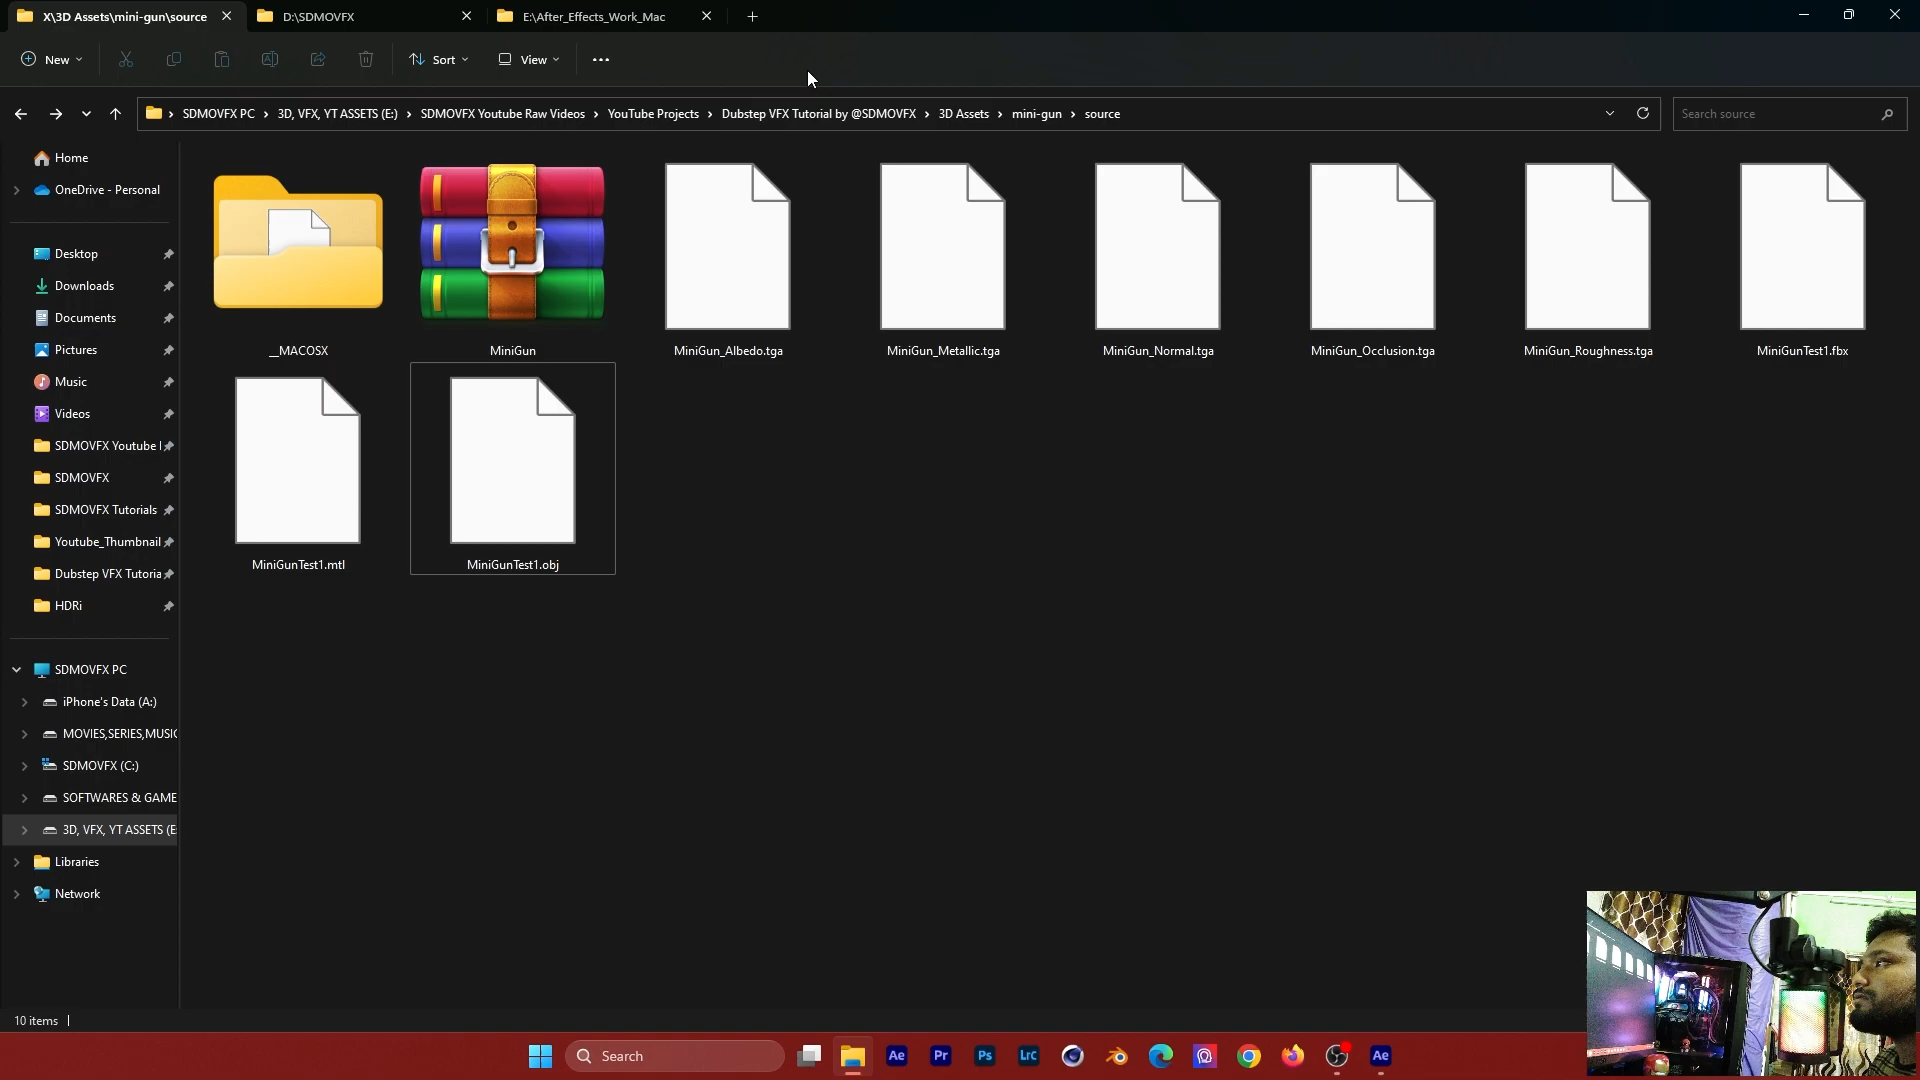 X\3D Assets\mini-gun\source
D:\SDMOVFX
E:\After_Effects_Work_Mac
New
Sort
View
SDMOVFX PC
3D, VFX, YT ASSETS (E:)
SDMOVFX Youtube Raw Videos
YouTube Projects
Dubstep VFX Tutorial by @SDMOVFX
3D Assets
mini-gun
source
Search source
Home
OneDrive - Personal
Desktop
Downloads
Documents
Pictures
Music
Videos
SDMOVFX Youtube
SDMOVFX
SDMOVFX Tutorials
Youtube_Thumbnail
Dubstep VFX Tutoria
HDRi
SDMOVFX PC
iPhone's Data (A:)
MOVIES,SERIES,MUSIC
SDMOVFX (C:)
SOFTWARES & GAME
3D, VFX, YT ASSETS (E:
Libraries
Network
__MACOSX
MiniGun
MiniGun_Albedo.tga
MiniGun_Metallic.tga
MiniGun_Normal.tga
MiniGun_Occlusion.tga
MiniGun_Roughness.tga
MiniGunTest1.fbx
MiniGunTest1.mtl
MiniGunTest1.obj
10 items
Search
Ae
Pr
Ps
LrC
Ae